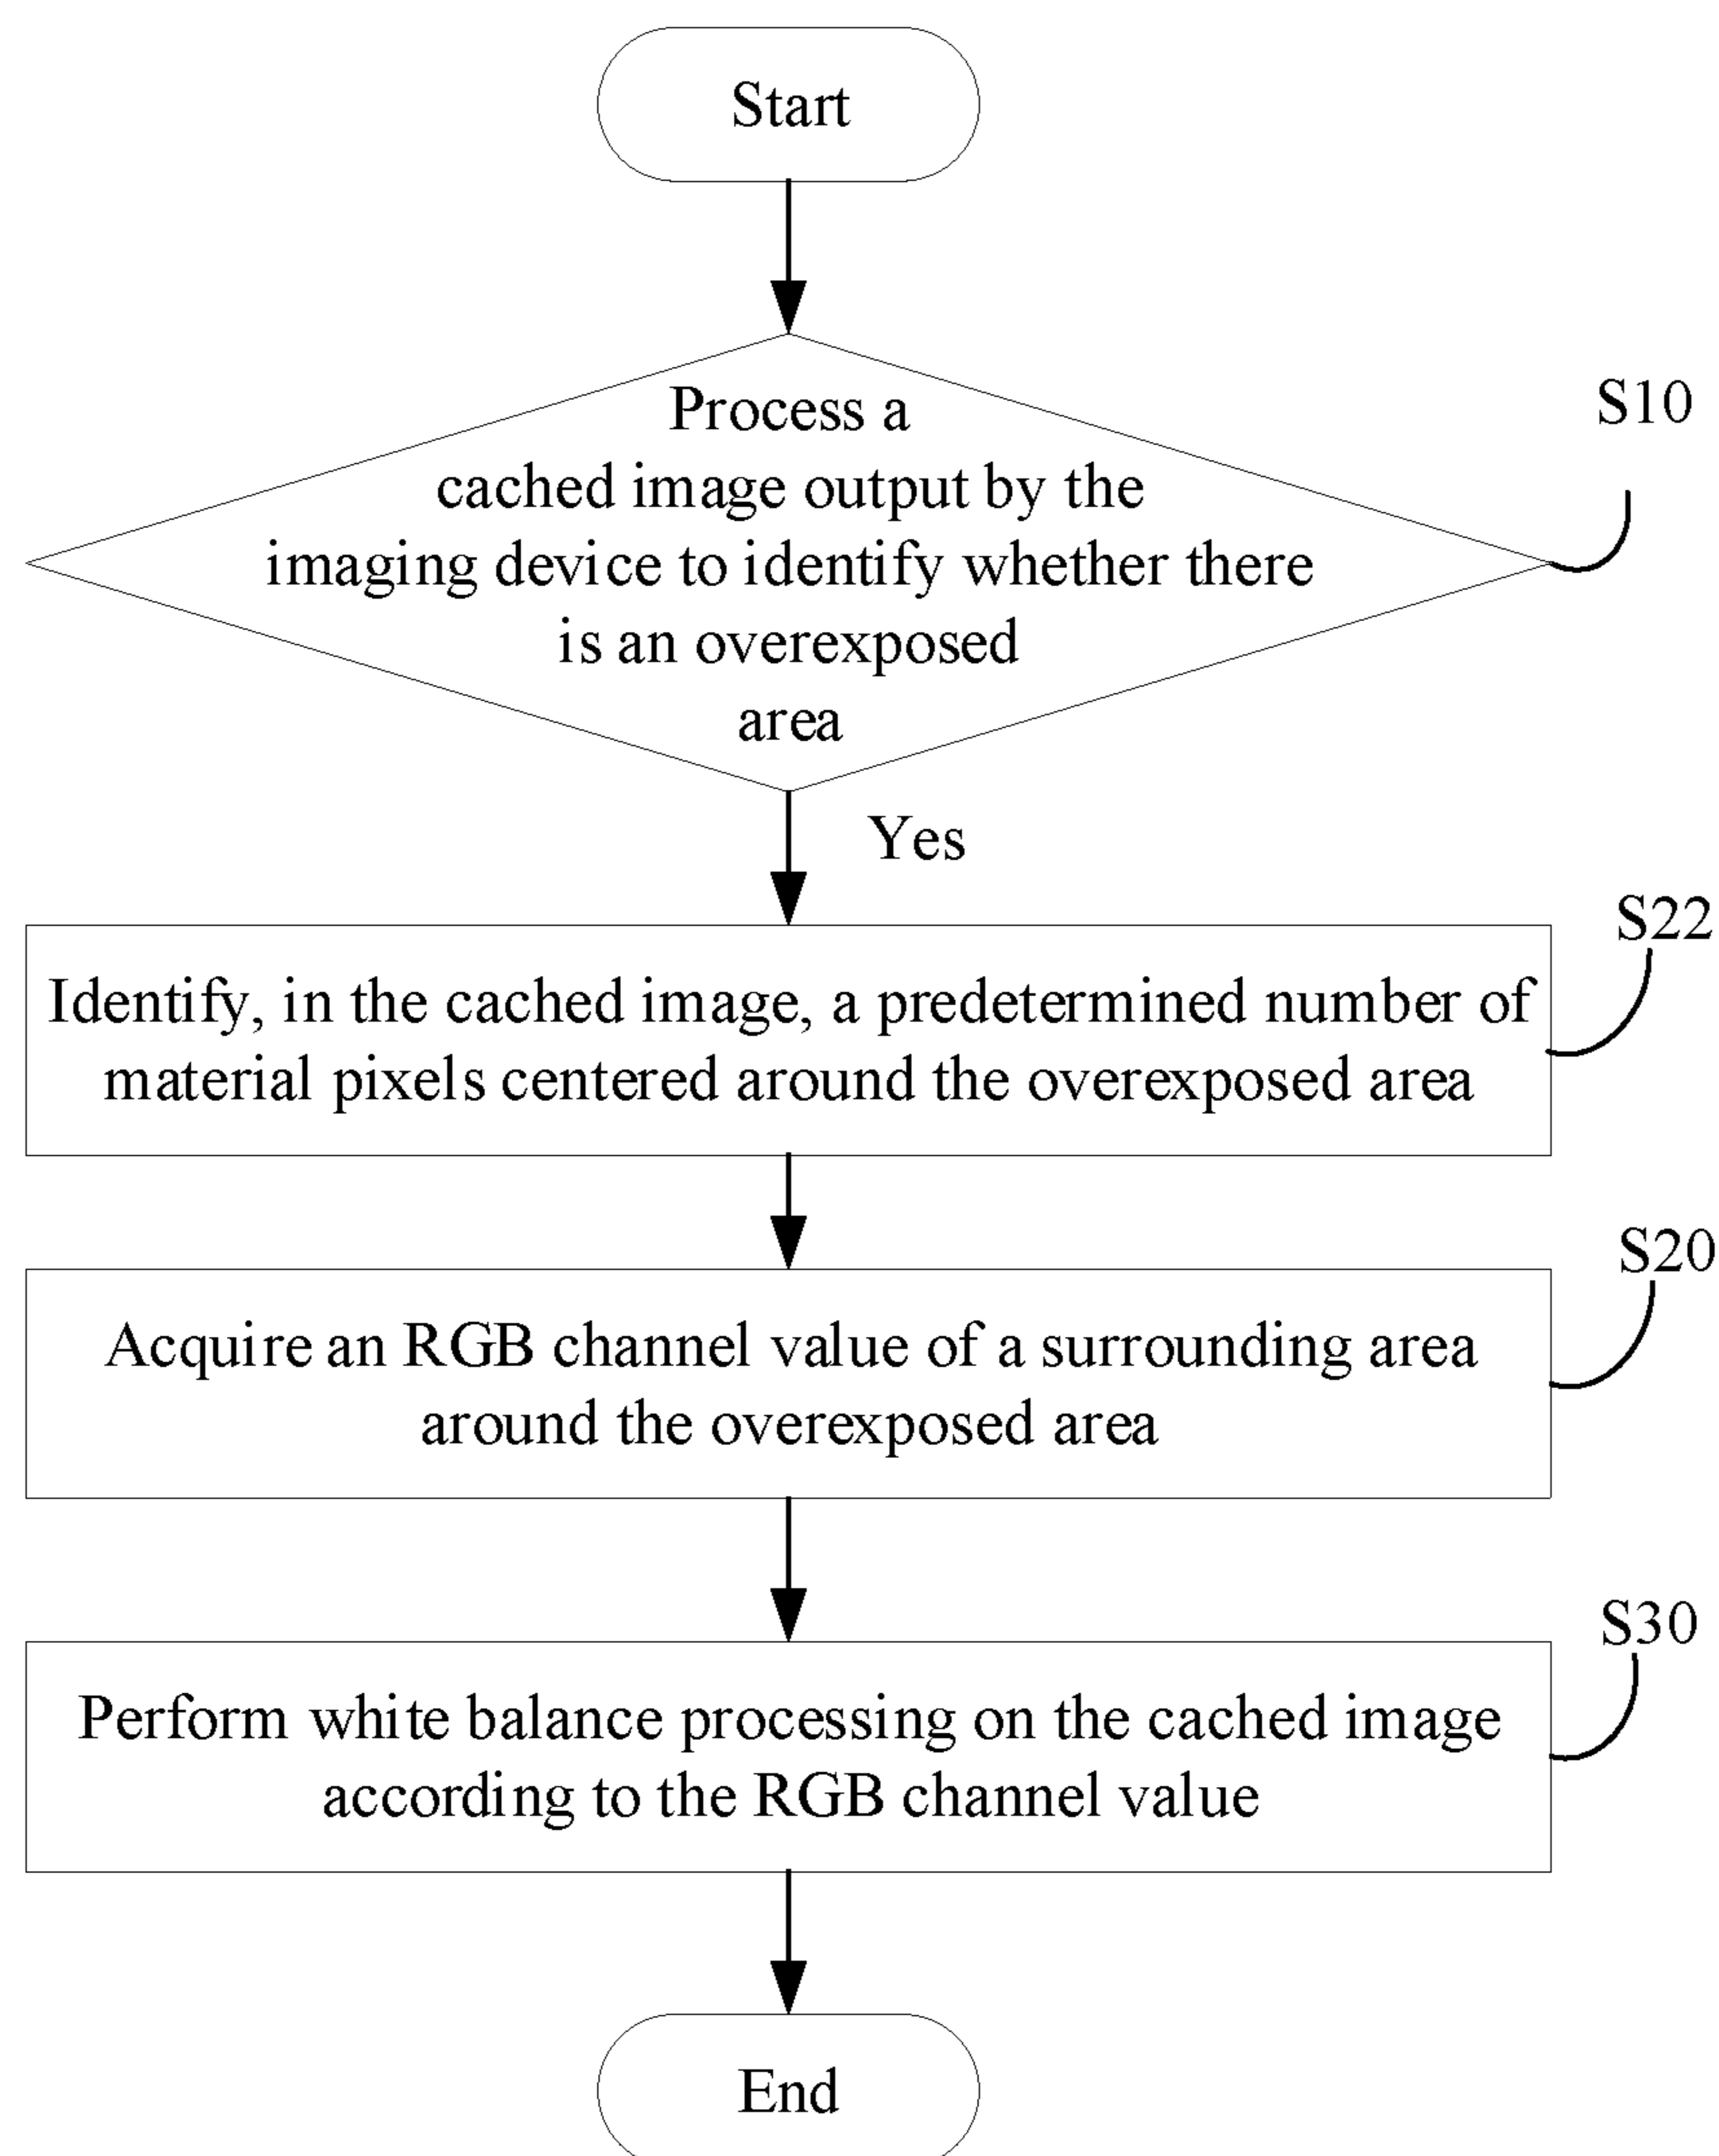 Start
Process a
cached image output by the
imaging device to identify whether there
is an overexposed
area
S10
Yes
S22
Identify, in the cached image, a predetermined number of
material pixels centered around the overexposed area
S20
Acquire an RGB channel value of a surrounding area
around the overexposed area
S30
Perform white balance processing on the cached image
according to the RGB channel value
End